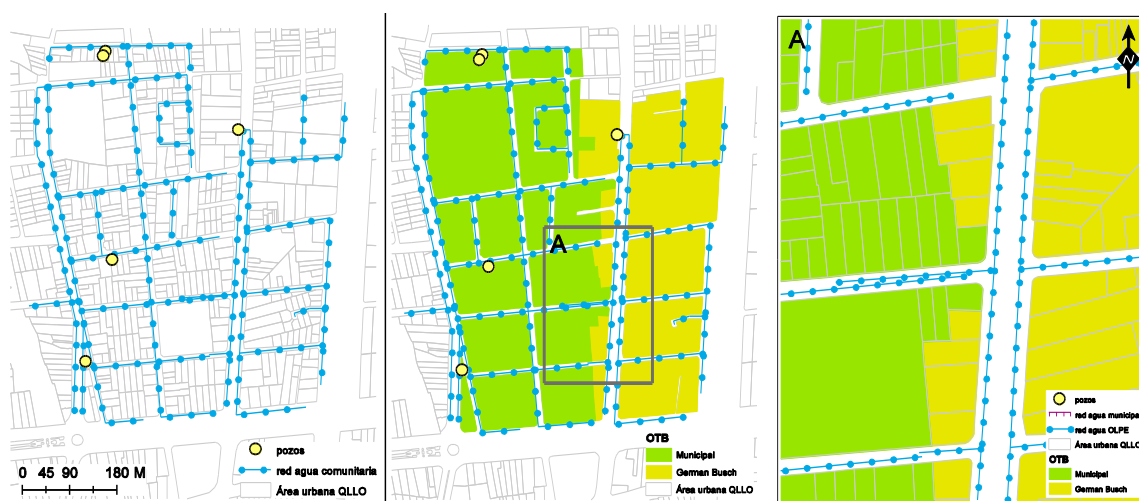 pozos
red agua comunitaria
Área urbana QLLO
0 45 90 180 M
A
OTB
Municipal
German Busch
Área urbana QLLO
A
N
pozos
red agua municipa
red agua OLPE
Área urbana QLLO
OTB
Municipal
German Busch